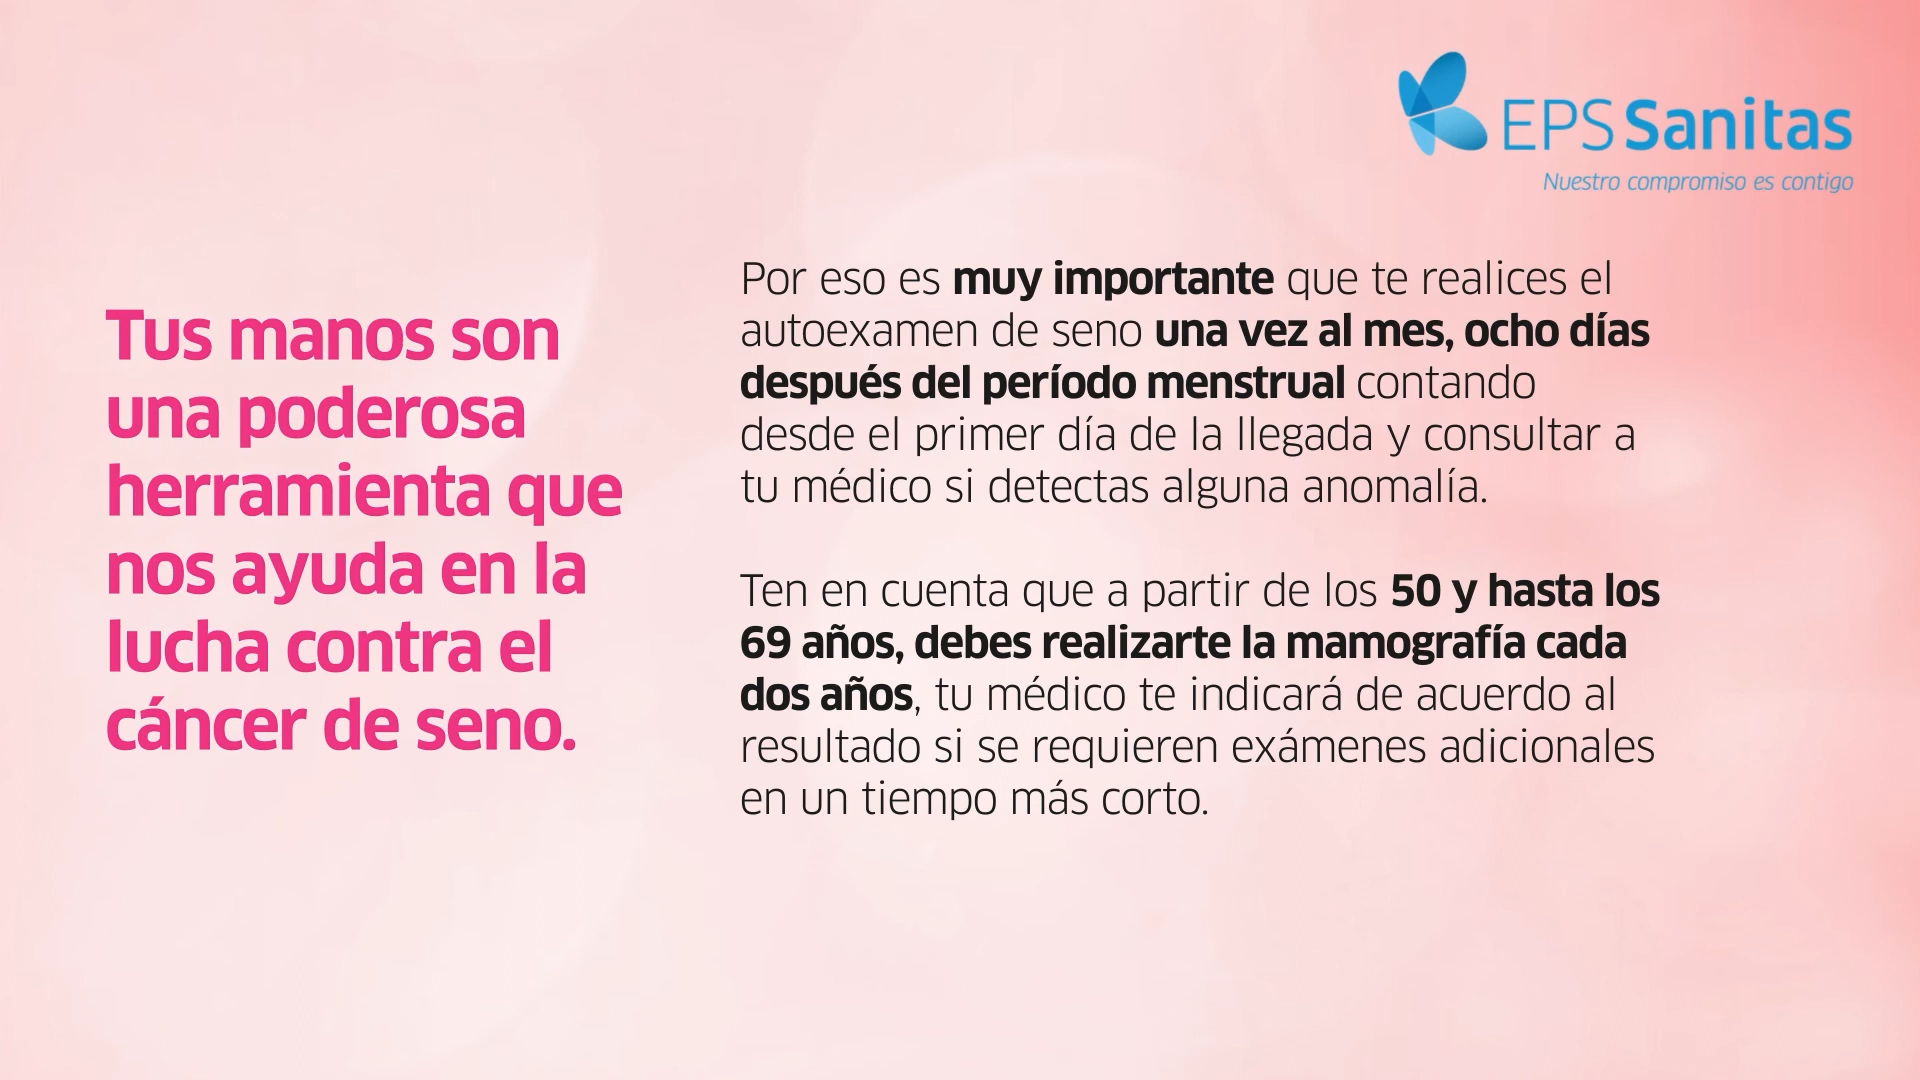 EPS Sanitas
Nuestro compromiso es contigo
Tus manos son
una poderosa
herramienta que
nos ayuda en la
lucha contra el
cáncer de seno.
Por eso es muy importante que te realices el
autoexamen de seno una vez al mes, ocho días
después del período menstrual contando
desde el primer día de la llegada y consultar a
tu médico si detectas alguna anomalía.
Ten en cuenta que a partir de los 50 y hasta los
69 años, debes realizarte la mamografía cada
dos años, tu médico te indicará de acuerdo al
resultado si se requieren exámenes adicionales
en un tiempo más corto.